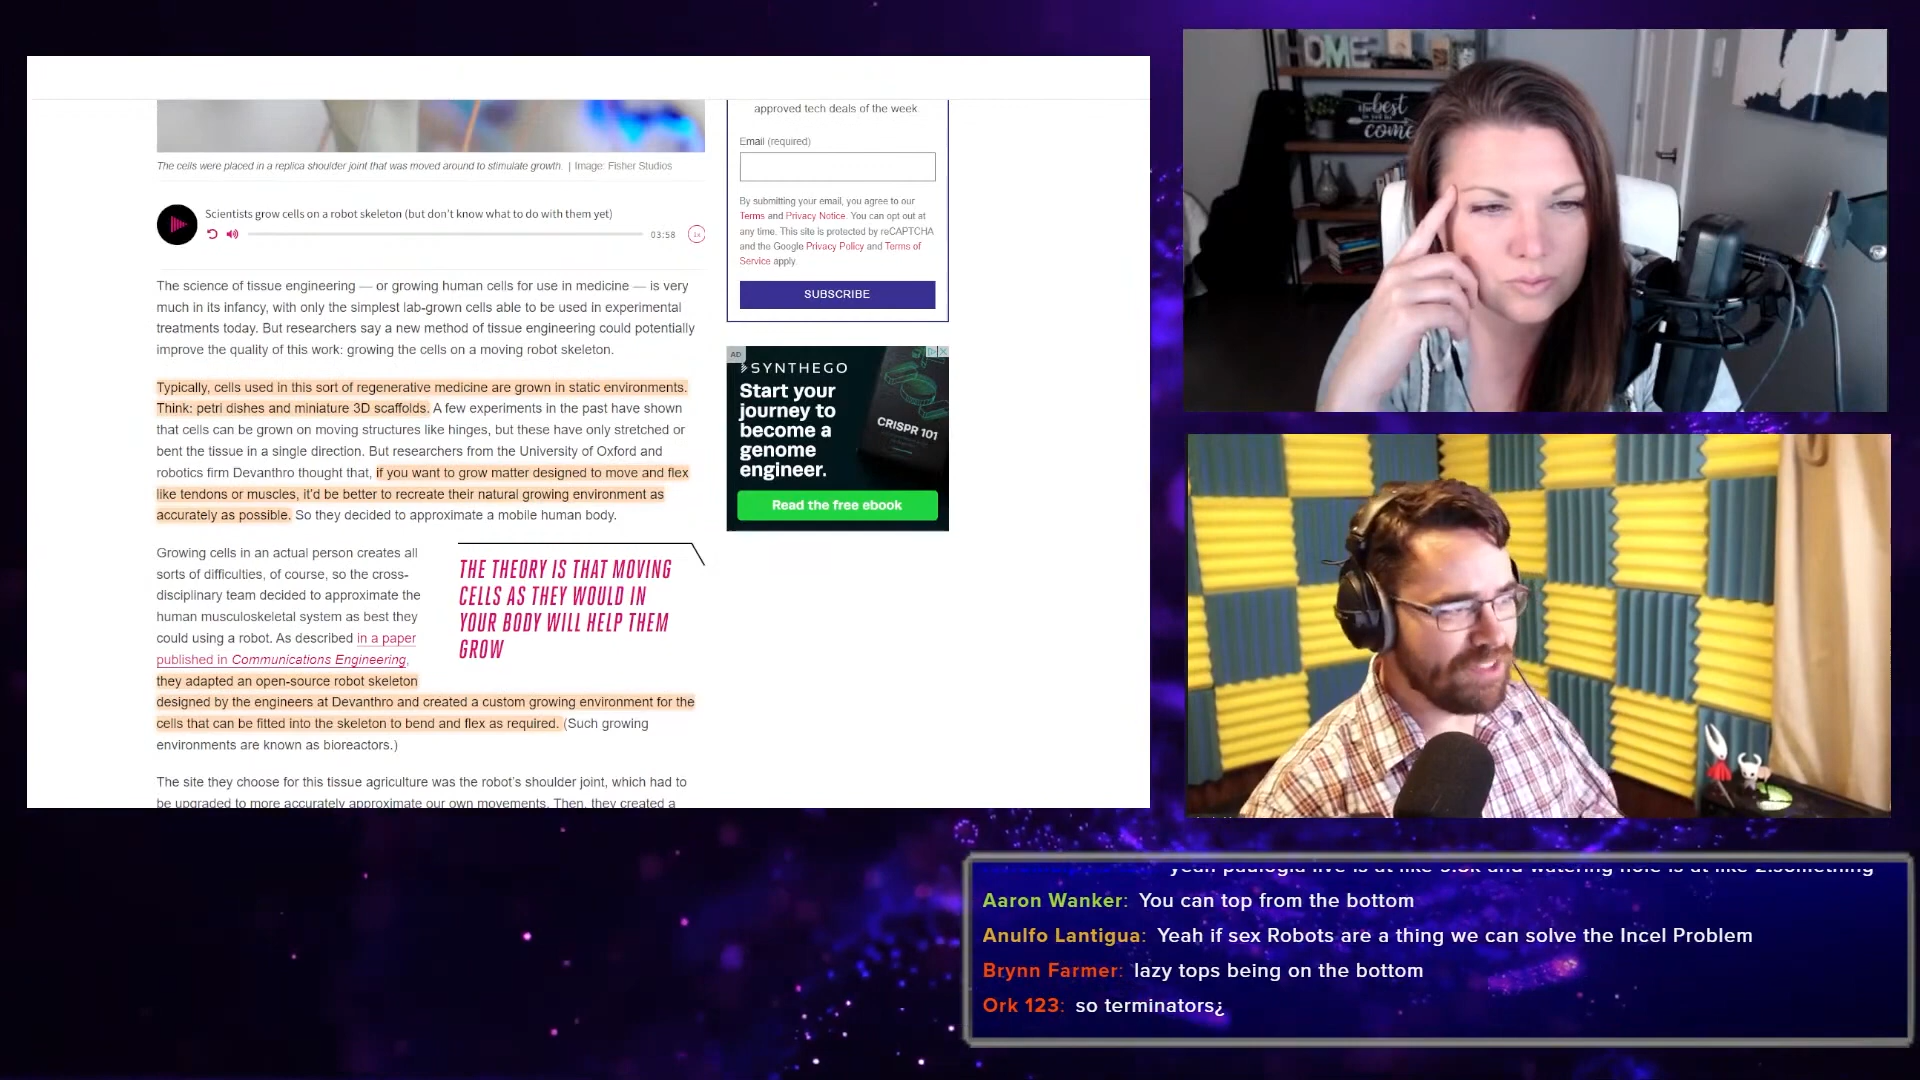 The cells were placed in a replica shoulder joint that was moved around to stimulate growth. | Image: Fisher Studios
Scientists grow cells on a robot skeleton (but don't know what to do with them yet)
03:58
1x
The science of tissue engineering — or growing human cells for use in medicine — is very
much in its infancy, with only the simplest lab-grown cells able to be used in experimental
treatments today. But researchers say a new method of tissue engineering could potentially
improve the quality of this work: growing the cells on a moving robot skeleton.
Typically, cells used in this sort of regenerative medicine are grown in static environments.
Think: petri dishes and miniature 3D scaffolds. A few experiments in the past have shown
that cells can be grown on moving structures like hinges, but these have only stretched or
bent the tissue in a single direction. But researchers from the University of Oxford and
robotics firm Devanthro thought that, if you want to grow matter designed to move and flex
like tendons or muscles, it'd be better to recreate their natural growing environment as
accurately as possible. So they decided to approximate a mobile human body.
Growing cells in an actual person creates all
sorts of difficulties, of course, so the cross-
disciplinary team decided to approximate the
human musculoskeletal system as best they
could using a robot. As described in a paper
published in Communications Engineering,
they adapted an open-source robot skeleton
designed by the engineers at Devanthro and created a custom growing environment for the
cells that can be fitted into the skeleton to bend and flex as required. (Such growing
environments are known as bioreactors.)
THE THEORY IS THAT MOVING
CELLS AS THEY WOULD IN
YOUR BODY WILL HELP THEM
GROW
The site they choose for this tissue agriculture was the robot's shoulder joint, which had to
be upgraded to more accurately approximate our own movements. Then, they created a
approved tech deals of the week.
Email (required)
By submitting your email, you agree to our
Terms and Privacy Notice. You can opt out at
any time. This site is protected by reCAPTCHA
and the Google Privacy Policy and Terms of
Service apply.
SUBSCRIBE
AD
SYNTHEGO
Start your
journey to
become a
genome
engineer.
CRISPR 101
Read the free ebook
HOME
best
come
Aaron Wanker: You can top from the bottom
Anulfo Lantigua: Yeah if sex Robots are a thing we can solve the Incel Problem
Brynn Farmer: lazy tops being on the bottom
Ork 123: so terminators¿